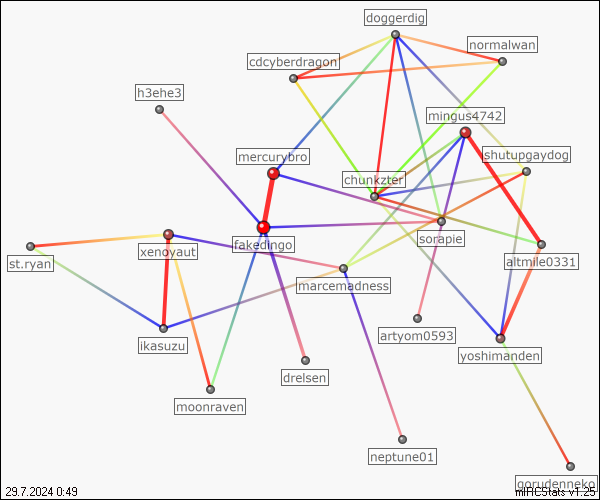 doggerdig
normalwan
cdcyberdragon
h3ehe3
mingus4742
mercurybro
shutupgaydog
chunkzter
sorapie
fakedingo
xenoyaut
st.ryan
altmile0331
marcemadness
artyom0593
ikasuzu
yoshimanden
drelsen
moonraven
neptune01
gorudenneko
29.7.2024 0:49
mIRCStats v1.25